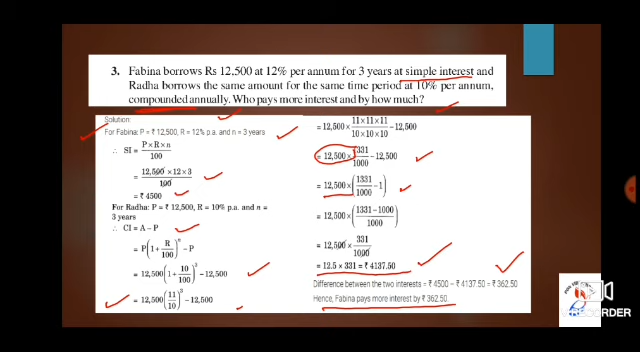 3. Fabina borrows Rs 12,500 at 12% per annum for 3 years at simple interest and
Radha borrows the same amount for the same time period at 10% per annum,
compounded annually. Who pays more interest and by how much?
Solution:
For Fabina: P = ₹ 12,500, R = 12% p.a. and n = 3 years
∴ SI = P×R×n/100
= 12,500×12×3/100
= ₹ 4500
For Radha: P = ₹ 12,500, R = 10% p.a. and n =
3 years
∴ CI = A – P
= P(1+R/100)ⁿ – P
= 12,500(1+10/100)³ – 12,500
= 12,500(11/10)³ – 12,500
= 12,500× 11×11×11/10×10×10 – 12,500
= 12,500× 1331/1000 – 12,500
= 12,500×(1331/1000 – 1)
= 12,500×(1331–1000/1000)
= 12,500× 331/1000
= 12.5 × 331 = ₹ 4137.50
Difference between the two interests = ₹ 4500 – ₹ 4137.50 = ₹ 362.50
Hence, Fabina pays more interest by ₹ 362.50.